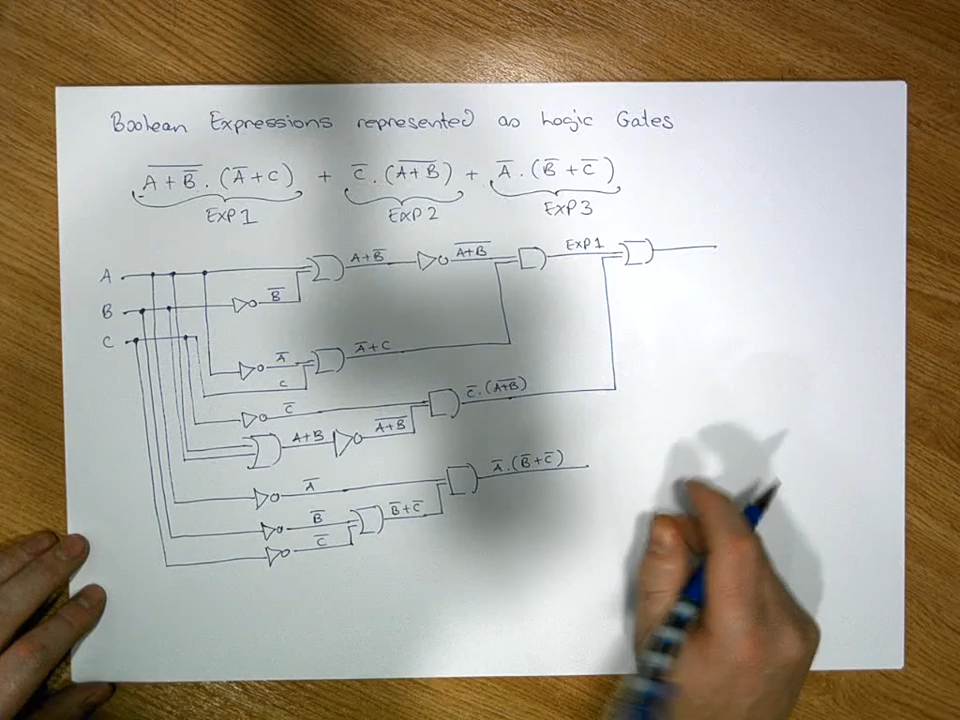 Boolean Expressions represented as Logic Gates
A̅ ̅+̅ ̅B̅̅ . (A̅ + C) + C̅ . (A̅ ̅+̅ ̅B̅) + A̅ . (B̅ + C̅)
EXP 1 EXP 2 EXP 3
A A+B̅ A̅+̅B̅ EXP 1
B B̅
C
A̅ A̅+C
C
C̅ C̅.(A̅+̅B̅)
A+B A̅+̅B̅
A̅ A̅.(B̅+C̅)
B̅ B̅+C̅
C̅